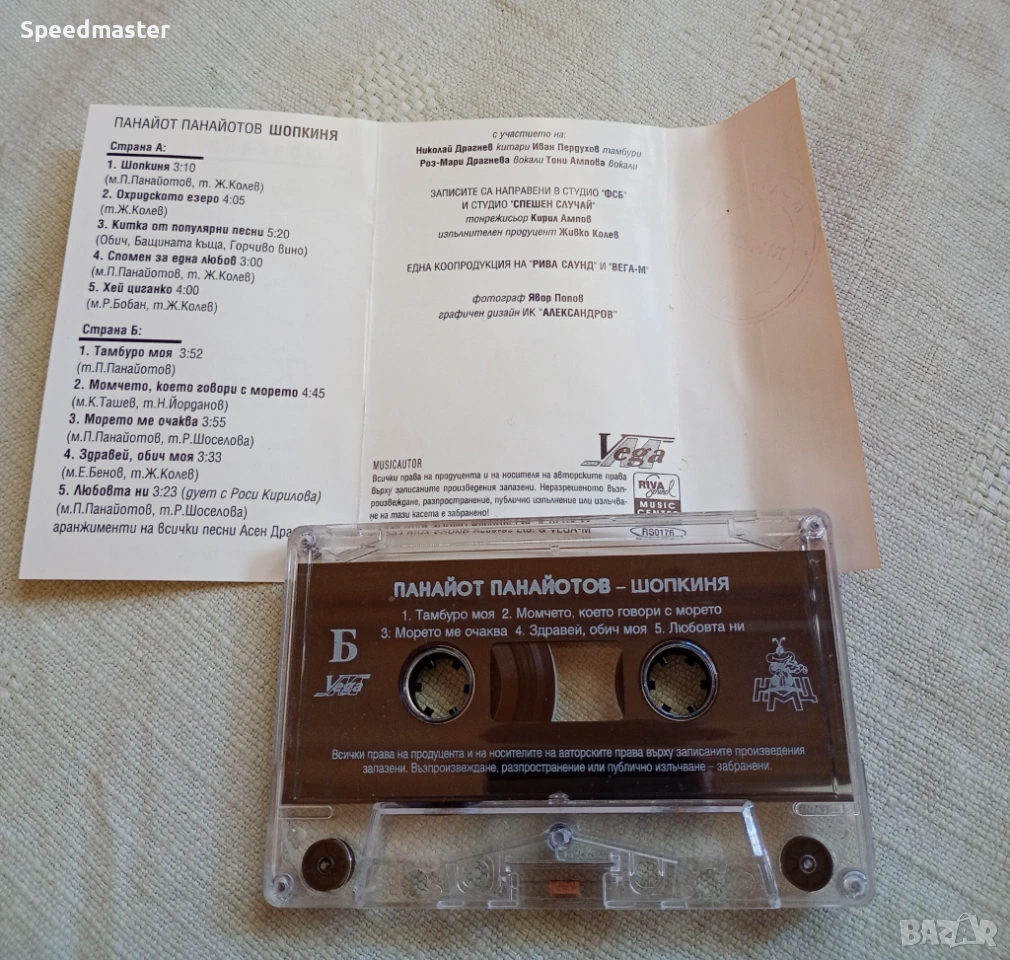 Speedmaster
ПАНАЙОТ ПАНАЙОТОВ ШОПКИНЯ
Страна А:
1. Шопкиня 3:10
(м.П.Панайотов, т. Ж.Колев)
2. Охридското езеро 4:05
(т.Ж.Колев)
3. Китка от популярни песни 5:20
(Обич, Бащината къща, Горчиво вино)
4. Спомен за една любов 3:00
(м.П.Панайотов, т. Ж.Колев)
5. Хей циганко 4:00
(м.Р.Бобан, т.Ж.Колев)
Страна Б:
1. Тамбуро моя 3:52
(т.П.Панайотов)
2. Момчето, което говори с морето 4:45
(м.К.Ташев, т.Н.Йорданов)
3. Морето ме очаква 3:55
(м.П.Панайотов, т.Р.Шоселова)
4. Здравей, обич моя 3:33
(м.Е.Бенов, т.Ж.Колев)
5. Любовта ни 3:23 (дует с Роси Кирилова)
(м.П.Панайотов, т.Р.Шоселова)
аранжименти на всички песни Асен Дра
с участието на:
Николай Драгнев китари Иван Пердухов тамбури
Роз-Мари Драгнева вокали Тони Ампова вокали
ЗАПИСИТЕ СА НАПРАВЕНИ В СТУДИО "ФСБ"
И СТУДИО "СПЕШЕН СЛУЧАЙ"
тонрежисьор Кирил Ампов
изпълнителен продуцент Живко Колев
ЕДНА КООПРОДУКЦИЯ НА "РИВА САУНД" И "ВЕГА-М"
фотограф Явор Попов
графичен дизайн ИК "АЛЕКСАНДРОВ"
Vega M
MUSICAUTOR
Всички права на продуцента и на носителя на авторските права
върху записаните произведения запазени. Неразрешеното възп-
роизвеждане, разпространение, публично изпълнение или излъчва-
не на тази касета е забранено!
RIVA
Sound
MUSIC
CENTER
Ltd. & VEGA-M
RS0176
ПАНАЙОТ ПАНАЙОТОВ – ШОПКИНЯ
1. Тамбуро моя 2. Момчето, което говори с морето
3: Морето ме очаква 4. Здравей, обич моя 5. Любовта ни
Б
Vega M
Всички права на продуцента и на носителите на авторските права върху записаните произведения
запазени. Възпроизвеждане, разпространение или публично излъчване – забранени.
BAZAR